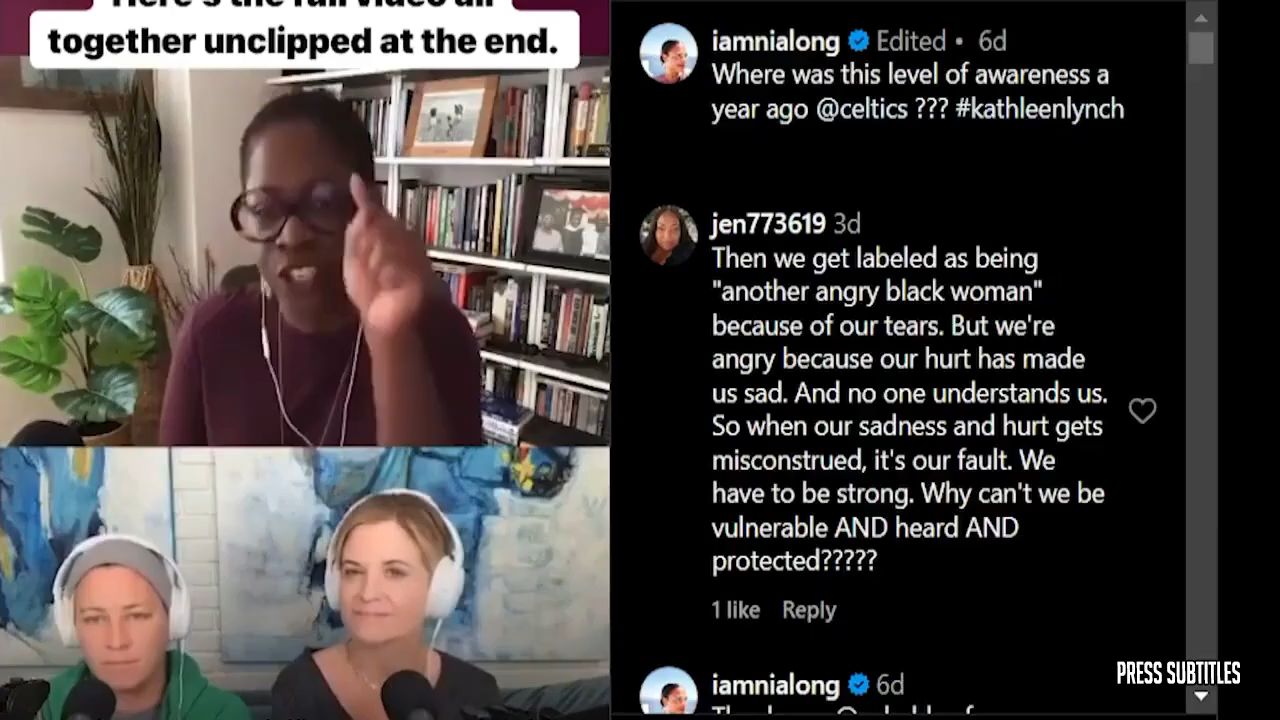 Here's the full video all
together unclipped at the end.
iamnialong Edited • 6d
Where was this level of awareness a
year ago @celtics ??? #kathleenlynch
jen773619 3d
Then we get labeled as being
"another angry black woman"
because of our tears. But we're
angry because our hurt has made
us sad. And no one understands us.
So when our sadness and hurt gets
misconstrued, it's our fault. We
have to be strong. Why can't we be
vulnerable AND heard AND
protected?????
1 like Reply
iamnialong 6d
PRESS SUBTITLES